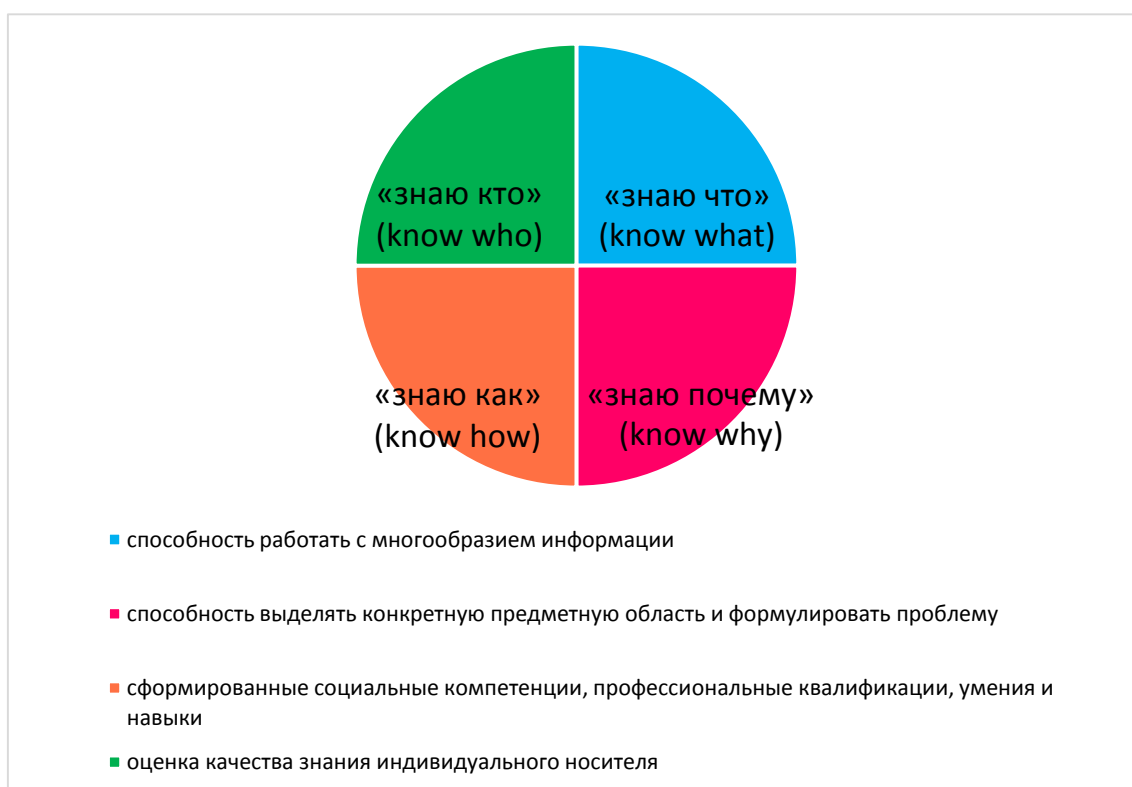 «знаю кто»
(know who)
«знаю что»
(know what)
«знаю как»
(know how)
«знаю почему»
(know why)
способность работать с многообразием информации
способность выделять конкретную предметную область и формулировать проблему
сформированные социальные компетенции, профессиональные квалификации, умения и
навыки
оценка качества знания индивидуального носителя